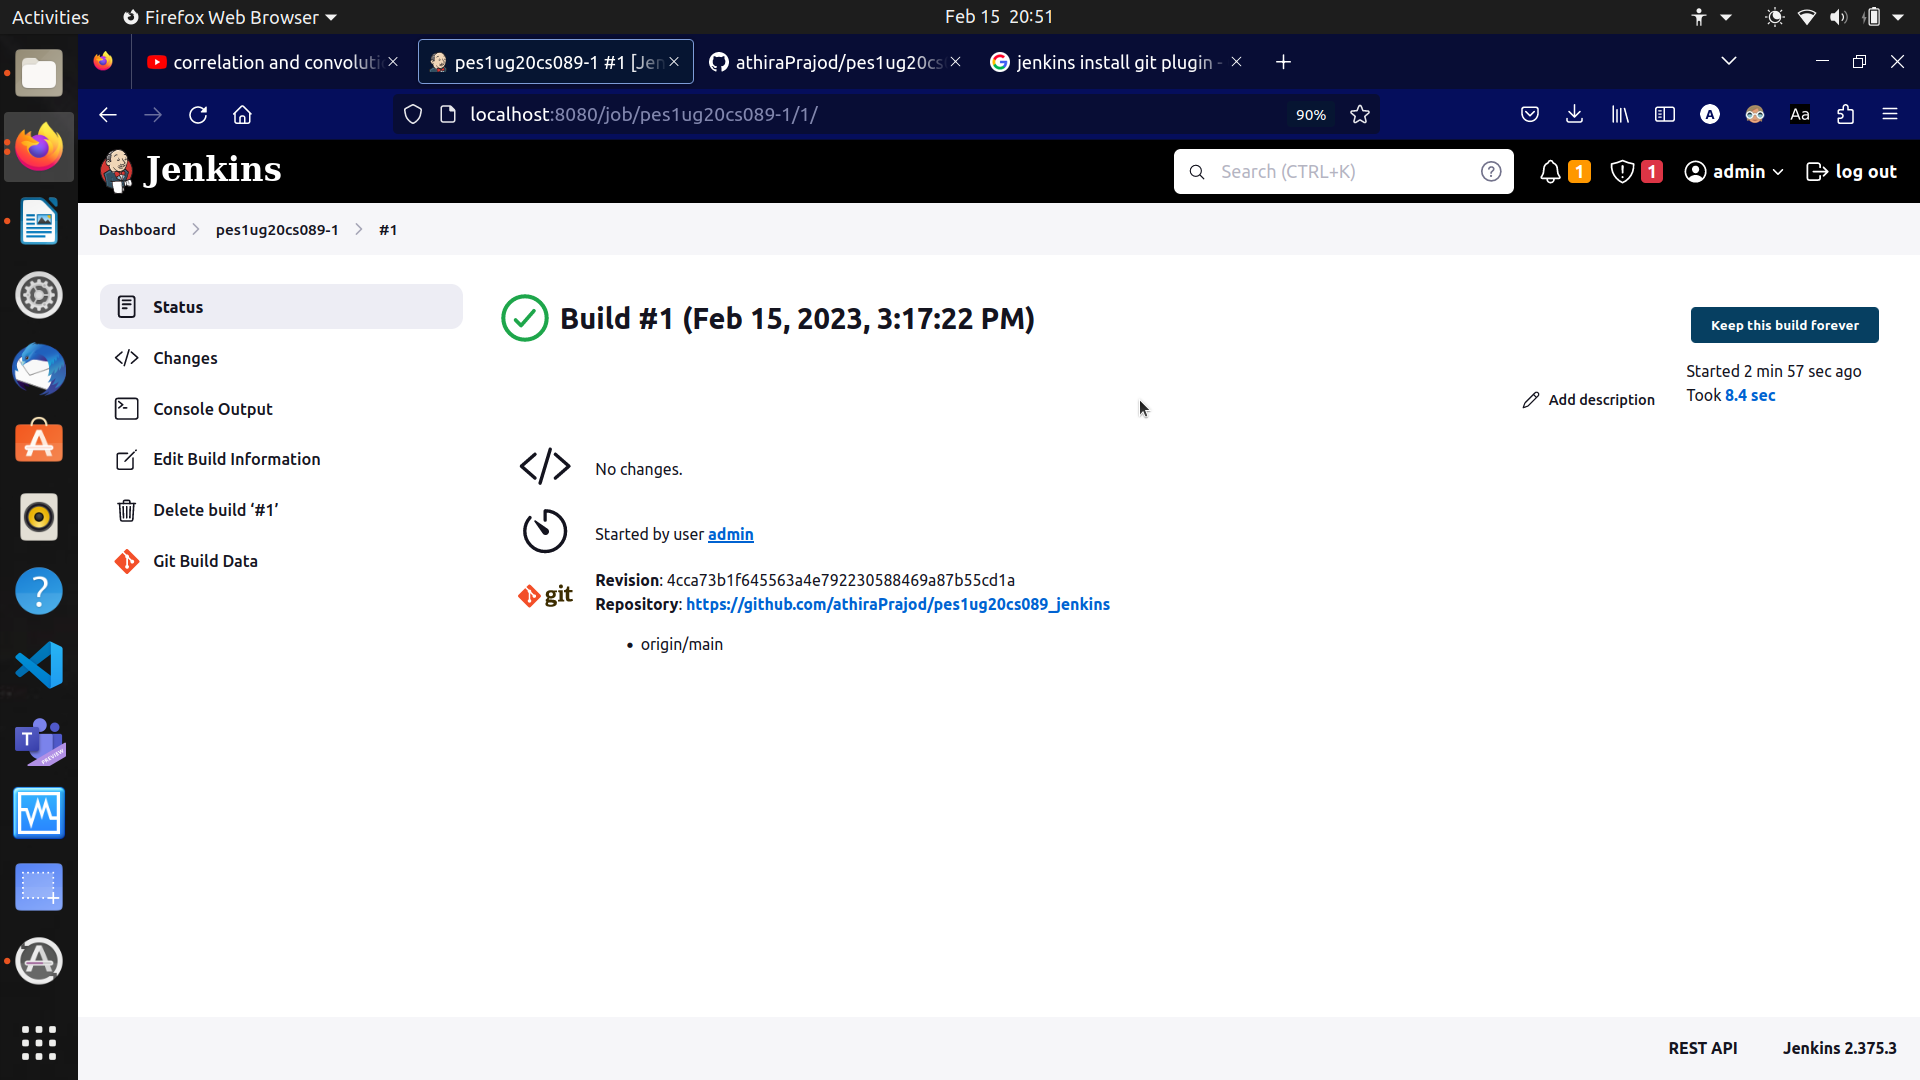 Activities
Firefox Web Browser
Feb 15 20:51
correlation and convoluti
pes1ug20cs089-1 #1 [Jen
athiraPrajod/pes1ug20cs
jenkins install git plugin -
localhost:8080/job/pes1ug20cs089-1/1/
90%
A
Aa
Jenkins
Search (CTRL+K)
?
1
1
admin
log out
Dashboard
pes1ug20cs089-1
#1
Status
Changes
Console Output
Edit Build Information
Delete build ‘#1’
Git Build Data
Build #1 (Feb 15, 2023, 3:17:22 PM)
Keep this build forever
Started 2 min 57 sec ago
Took 8.4 sec
Add description
No changes.
Started by user admin
git
Revision: 4cca73b1f645563a4e792230588469a87b55cd1a
Repository: https://github.com/athiraPrajod/pes1ug20cs089_jenkins
• origin/main
?
T
PREVIEW
REST API
Jenkins 2.375.3